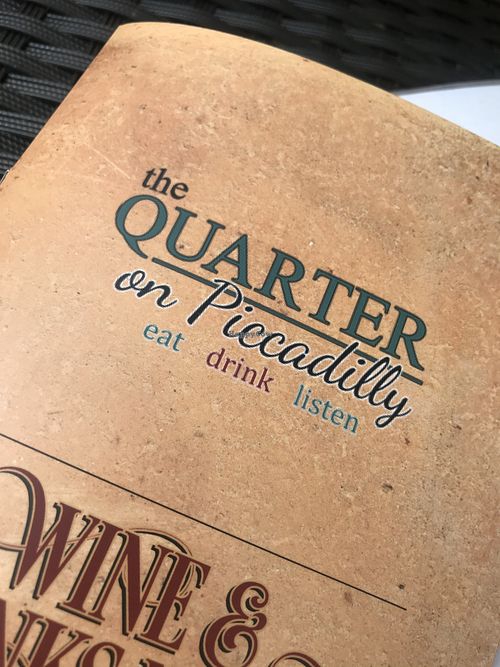 the
QUARTER
on Piccadilly
eat drink listen
WINE &